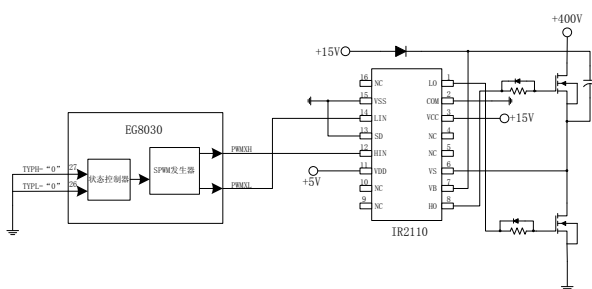 +400V
+15V
16 NC
15 VSS
14 LIN
13 SD
12 HIN
11 VDD
10 NC
9 NC
LO 1
COM 2
VCC 3
NC 4
NC 5
VS 6
VB 7
HO 8
+15V
+5V
IR2110
EG8030
TYPH-“0” 27
TYPL-“0” 26
状态控制器
SPWM发生器
PWMXH
PWMXL